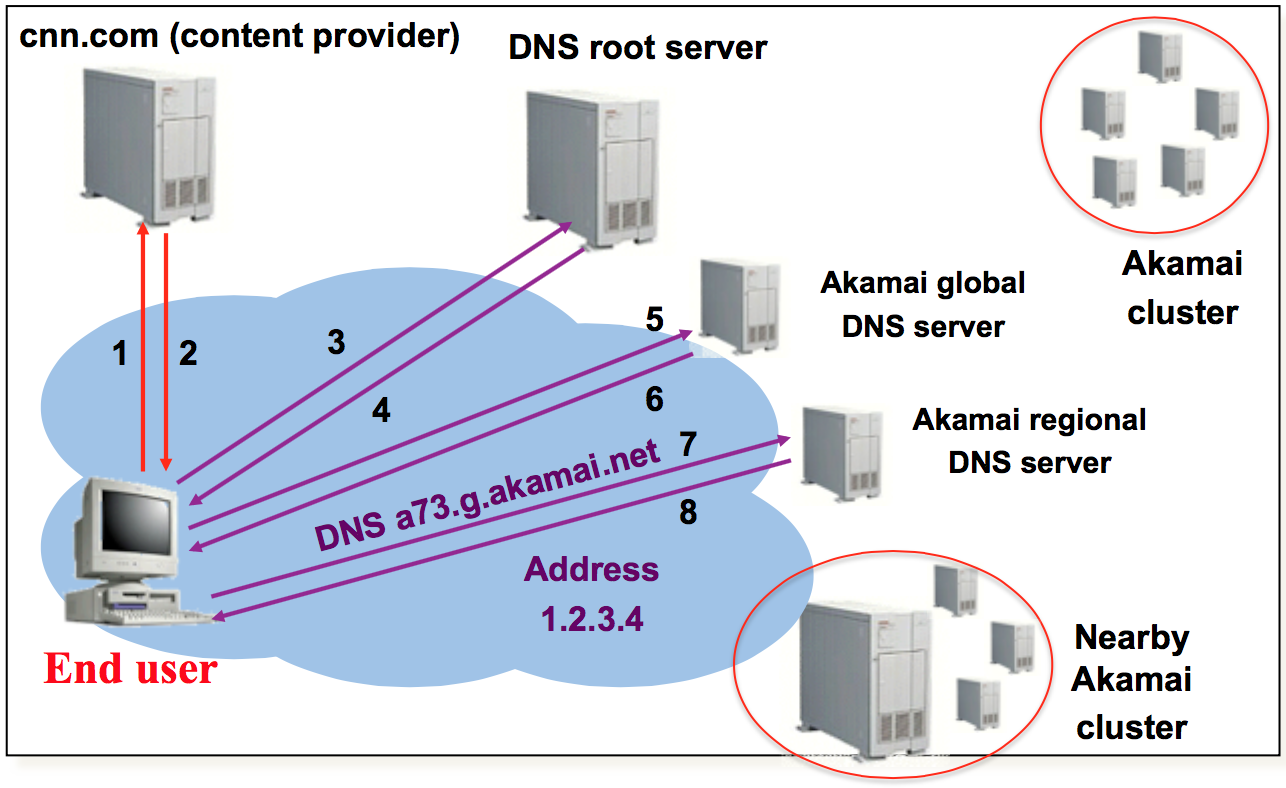 cnn.com (content provider)
DNS root server
Akamai
cluster
Akamai global
DNS server
1
2
3
4
5
6
Akamai regional
DNS server
7
8
DNS a73.g.akamai.net
Address
1.2.3.4
End user
Nearby
Akamai
cluster